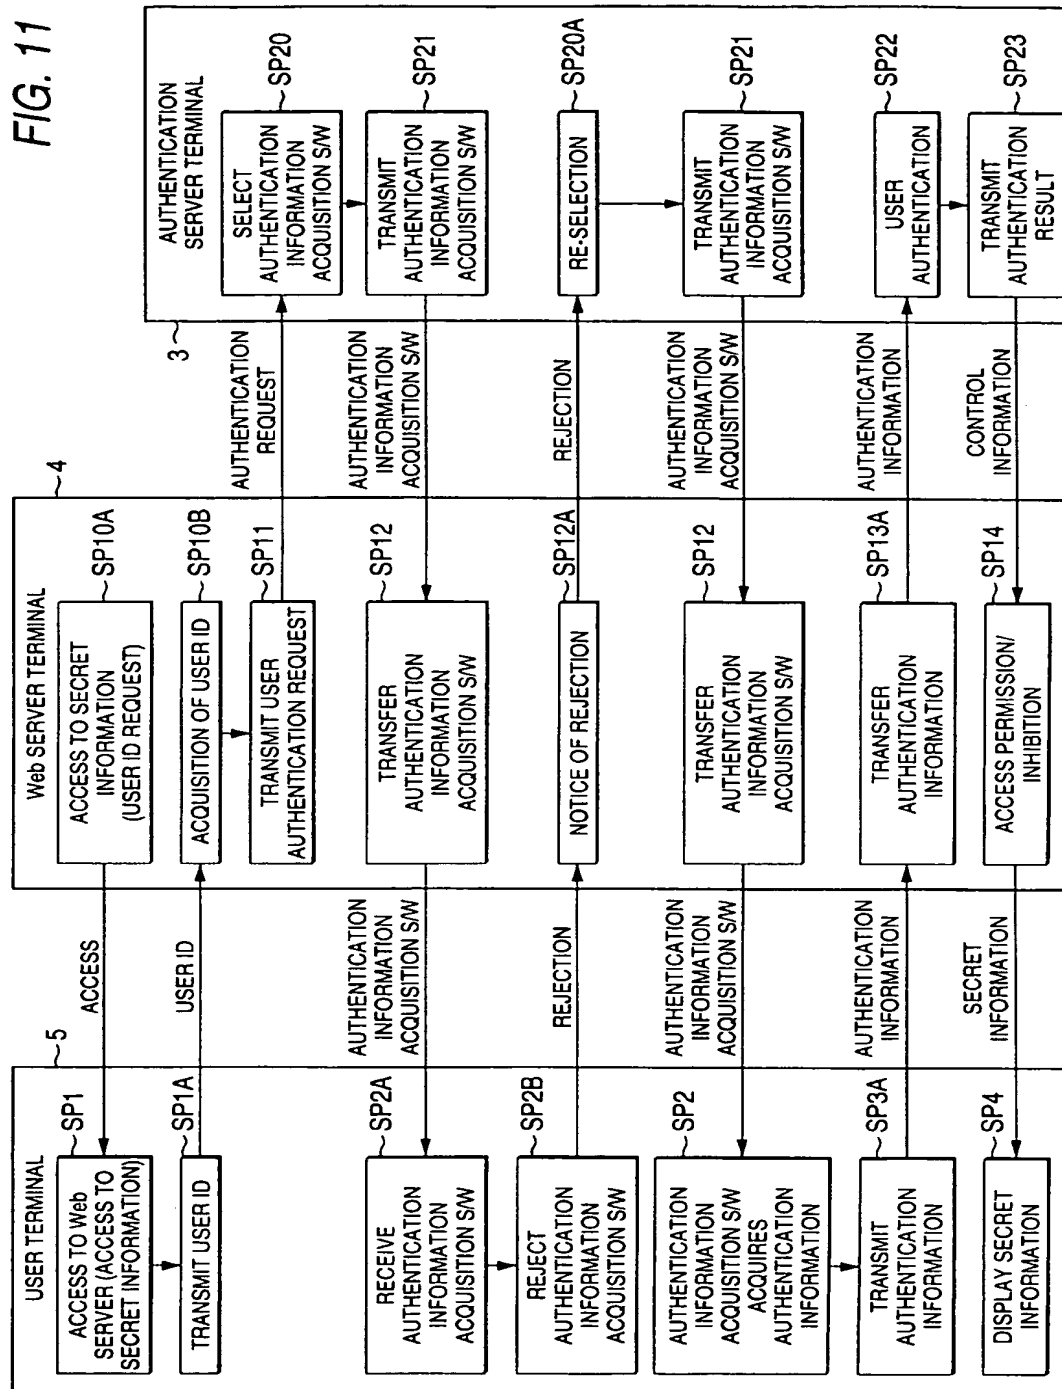 FIG. 11
USER TERMINAL
5
SP1
ACCESS TO Web
SERVER (ACCESS TO
SECRET INFORMATION)
SP1A
TRANSMIT USER ID
SP2A
RECEIVE
AUTHENTICATION
INFORMATION
ACQUISITION S/W
SP2B
REJECT
AUTHENTICATION
INFORMATION
ACQUISITION S/W
SP2
AUTHENTICATION
INFORMATION
ACQUISITION S/W
ACQUIRES
AUTHENTICATION
INFORMATION
SP3A
TRANSMIT
AUTHENTICATION
INFORMATION
SP4
DISPLAY SECRET
INFORMATION
ACCESS
USER ID
AUTHENTICATION
INFORMATION
ACQUISITION S/W
REJECTION
AUTHENTICATION
INFORMATION
ACQUISITION S/W
AUTHENTICATION
INFORMATION
SECRET
INFORMATION
Web SERVER TERMINAL
4
SP10A
ACCESS TO SECRET
INFORMATION
(USER ID REQUEST)
SP10B
ACQUISITION OF USER ID
SP11
TRANSMIT USER
AUTHENTICATION REQUEST
SP12
TRANSFER
AUTHENTICATION
INFORMATION
ACQUISITION S/W
SP12A
NOTICE OF REJECTION
SP12
TRANSFER
AUTHENTICATION
INFORMATION
ACQUISITION S/W
SP13A
TRANSFER
AUTHENTICATION
INFORMATION
SP14
ACCESS PERMISSION/
INHIBITION
AUTHENTICATION
REQUEST
AUTHENTICATION
INFORMATION
ACQUISITION S/W
REJECTION
AUTHENTICATION
INFORMATION
ACQUISITION S/W
AUTHENTICATION
INFORMATION
CONTROL
INFORMATION
3
AUTHENTICATION
SERVER TERMINAL
SP20
SELECT
AUTHENTICATION
INFORMATION
ACQUISITION S/W
SP21
TRANSMIT
AUTHENTICATION
INFORMATION
ACQUISITION S/W
SP20A
RE-SELECTION
SP21
TRANSMIT
AUTHENTICATION
INFORMATION
ACQUISITION S/W
SP22
USER
AUTHENTICATION
SP23
TRANSMIT
AUTHENTICATION
RESULT